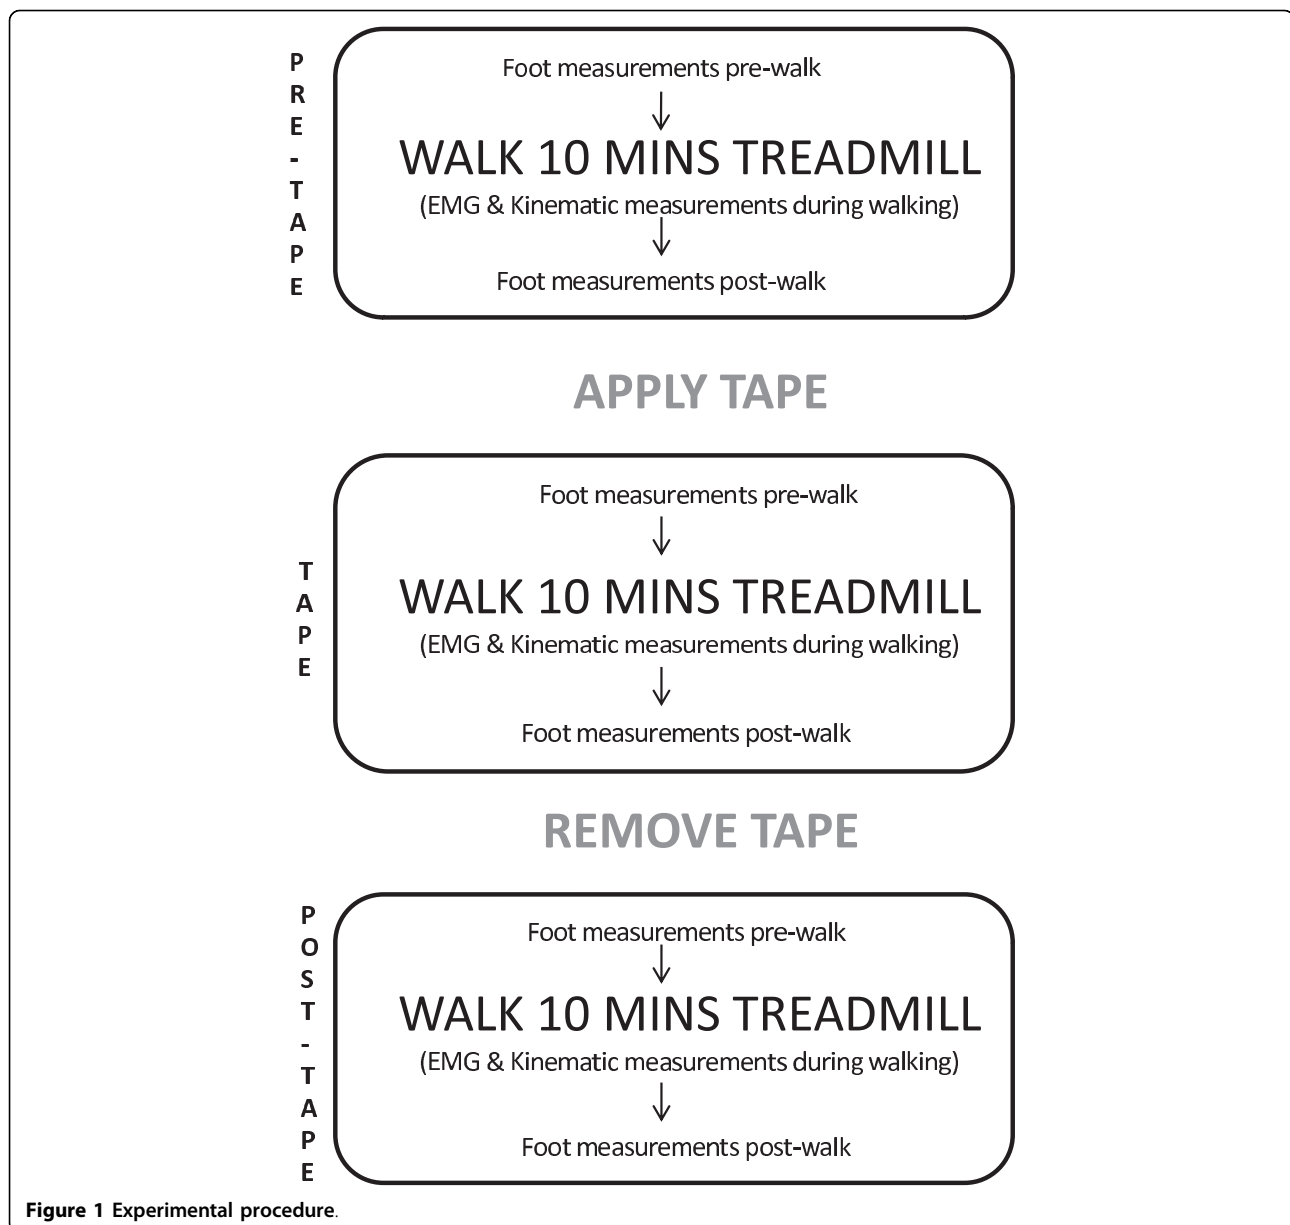 PRE-TAPE
Foot measurements pre-walk
WALK 10 MINS TREADMILL
(EMG & Kinematic measurements during walking)
Foot measurements post-walk
APPLY TAPE
TAPE
Foot measurements pre-walk
WALK 10 MINS TREADMILL
(EMG & Kinematic measurements during walking)
Foot measurements post-walk
REMOVE TAPE
POST-TAPE
Foot measurements pre-walk
WALK 10 MINS TREADMILL
(EMG & Kinematic measurements during walking)
Foot measurements post-walk
Figure 1 Experimental procedure.